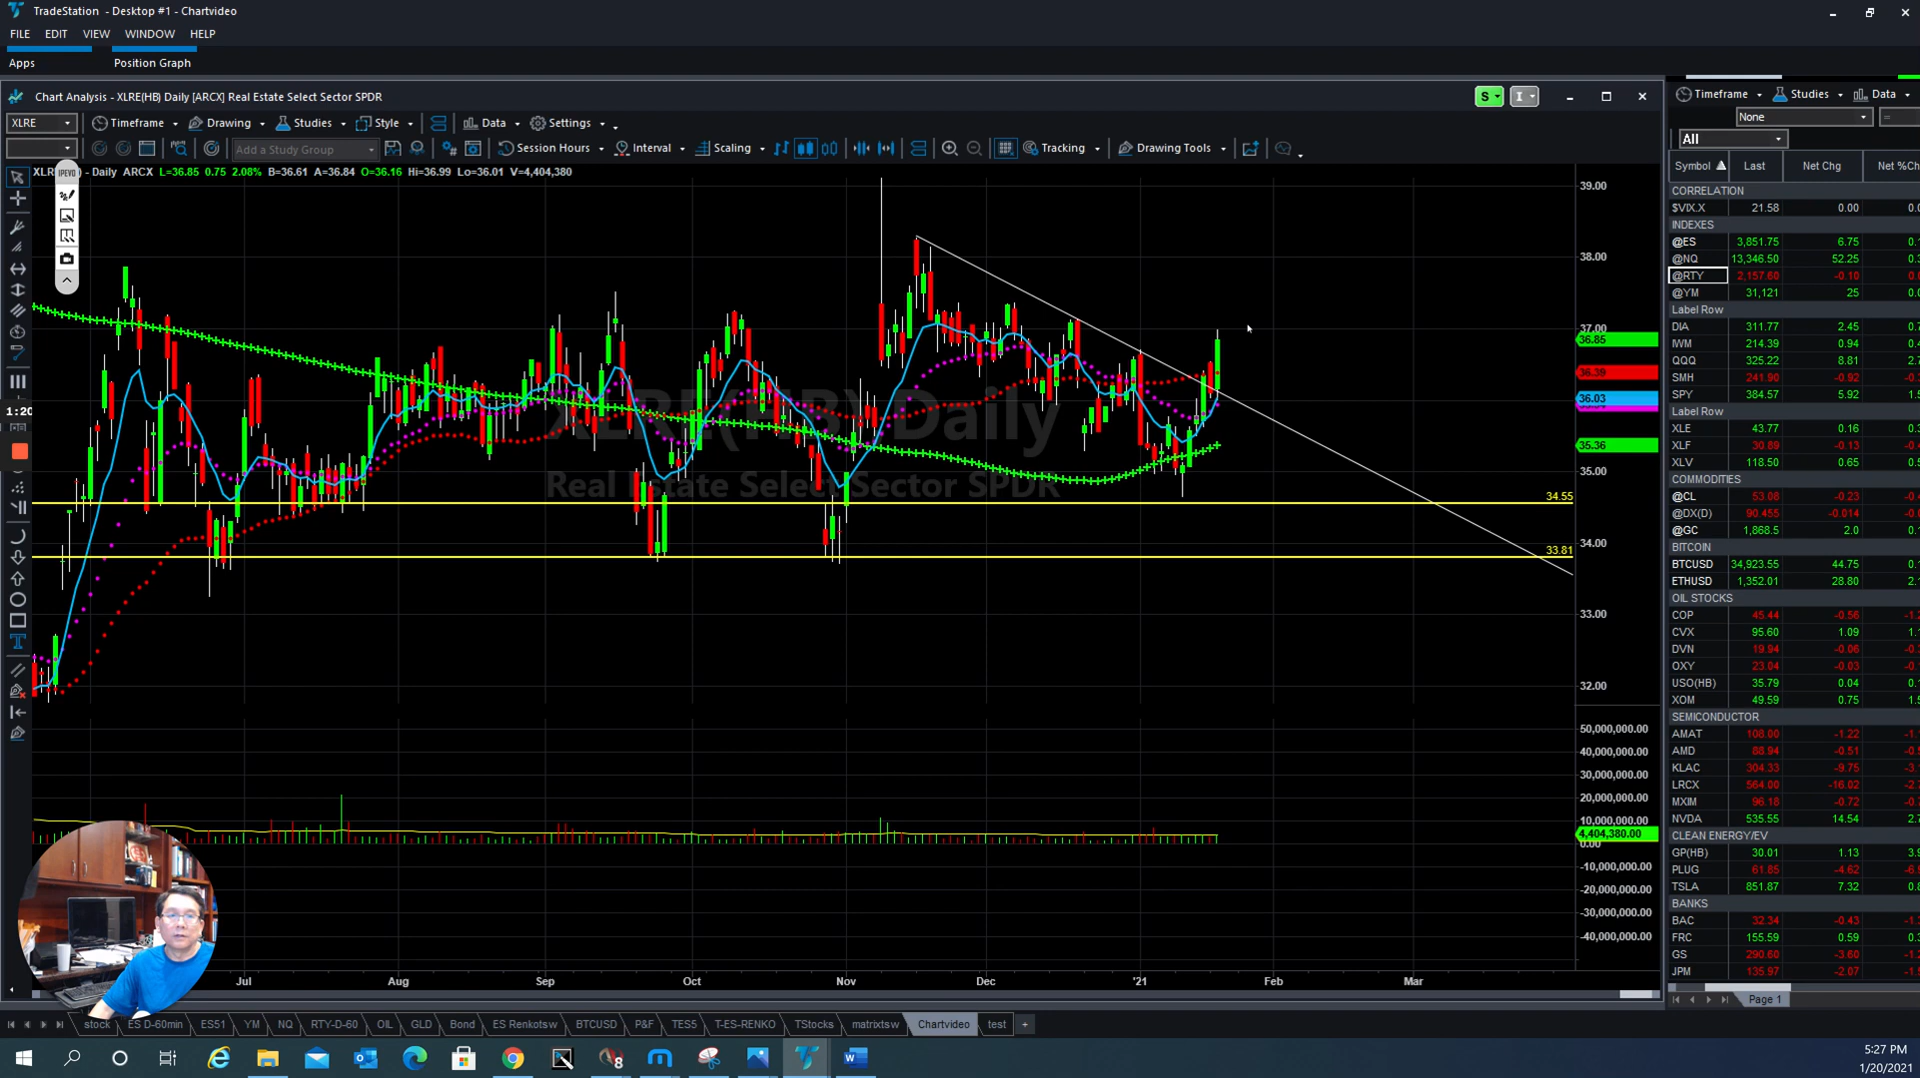 TradeStation - Desktop #1 - Chartvideo
FILE EDIT VIEW WINDOW HELP
Apps Position Graph
Chart Analysis - XLRE(HB) Daily [ARCX] Real Estate Select Sector SPDR
S I
XLRE Timeframe Drawing Studies Style Data Settings
Add a Study Group Session Hours Interval Scaling Tracking Drawing Tools
- Daily ARCX L=36.85 0.75 2.08% B=36.61 A=36.84 O=36.16 Hi=36.99 Lo=36.01 V=4,404,380
IPEVO
1:20
XLRE(HB) Daily
Real Estate Select Sector SPDR
34.55
33.81
39.00
38.00
37.00
36.85
36.39
36.03
35.36
35.00
34.00
33.00
32.00
50,000,000.00
40,000,000.00
30,000,000.00
20,000,000.00
10,000,000.00
4,404,380.00
0.00
-10,000,000.00
-20,000,000.00
-30,000,000.00
-40,000,000.00
Jul Aug Sep Oct Nov Dec '21 Feb Mar
Timeframe Studies Data
None =
All
Symbol Last Net Chg Net %Ch
CORRELATION
$VIX.X 21.58 0.00
INDEXES
@ES 3,851.75 6.75
@NQ 13,346.50 52.25
@RTY 2,157.60 -0.10
@YM 31,121 25
Label Row
DIA 311.77 2.45
IWM 214.39 0.94
QQQ 325.22 8.81
SMH 241.90 -0.92
SPY 384.57 5.92
Label Row
XLE 43.77 0.16
XLF 30.89 -0.13
XLV 118.50 0.65
COMMODITIES
@CL 53.08 -0.23
@DX(D) 90.455 -0.014
@GC 1,868.5 2.0
BITCOIN
BTCUSD 34,923.55 44.75
ETHUSD 1,352.01 28.80
OIL STOCKS
COP 45.44 -0.56
CVX 95.60 1.09
DVN 19.94 -0.06
OXY 23.04 -0.03
USO(HB) 35.79 0.04
XOM 49.59 0.75
SEMICONDUCTOR
AMAT 108.00 -1.22
AMD 88.94 -0.51
KLAC 304.33 -9.75
LRCX 564.00 -16.02
MXIM 96.18 -0.72
NVDA 535.55 14.54
CLEAN ENERGY/EV
GP(HB) 30.01 1.13
PLUG 61.85 -4.62
TSLA 851.87 7.32
BANKS
BAC 32.34 -0.43
FRC 155.59 0.59
GS 290.60 -3.60
JPM 135.97 -2.07
Page 1
stock ES D-60min ES51 YM NQ RTY-D-60 OIL GLD Bond ES Renkotsw BTCUSD P&F TES5 T-ES-RENKO TStocks matrixtsw Chartvideo test +
5:27 PM
1/20/2021